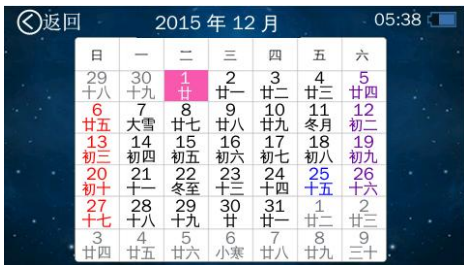 返回 2015 年 12 月 05:38
日 一 二 三 四 五 六
29 30 1 2 3 4 5
十八 十九 廿 廿一 廿二 廿三 廿四
6 7 8 9 10 11 12
廿五 大雪 廿七 廿八 廿九 冬月 初二
13 14 15 16 17 18 19
初三 初四 初五 初六 初七 初八 初九
20 21 22 23 24 25 26
初十 十一 冬至 十三 十四 十五 十六
27 28 29 30 31 1 2
十七 十八 十九 廿 廿一 廿二 廿三
3 4 5 6 7 8 9
廿四 廿五 廿六 小寒 廿八 廿九 三十